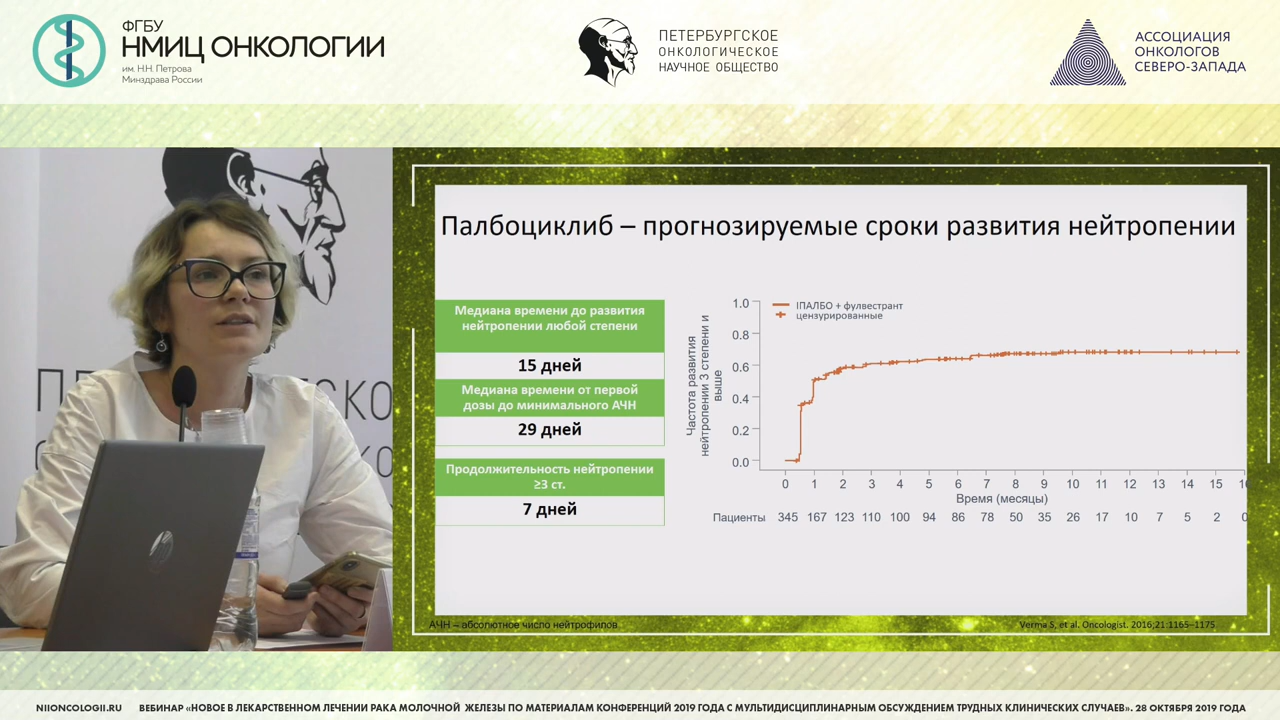 ФГБУ
НМИЦ ОНКОЛОГИИ
им. Н.Н. Петрова
Минздрава России
ПЕТЕРБУРГСКОЕ
ОНКОЛОГИЧЕСКОЕ
НАУЧНОЕ ОБЩЕСТВО
АССОЦИАЦИЯ
ОНКОЛОГОВ
СЕВЕРО-ЗАПАДА
Палбоциклиб – прогнозируемые сроки развития нейтропении
Медиана времени до развития
нейтропении любой степени
15 дней
Медиана времени от первой
дозы до минимального АЧН
29 дней
Продолжительность нейтропении
≥3 ст.
7 дней
Частота развития
нейтропении 3 степени и
выше
1.0
0.8
0.6
0.4
0.2
0.0
IПАЛБО + фулвестрант
цензурированные
0 1 2 3 4 5 6 7 8 9 10 11 12 13 14 15
Время (месяцы)
Пациенты 345 167 123 110 100 94 86 78 50 35 26 17 10 7 5 2 0
АЧН – абсолютное число нейтрофилов
Verma S, et al. Oncologist. 2016;21:1165–1175
NIIONCOLOGII.RU ВЕБИНАР «НОВОЕ В ЛЕКАРСТВЕННОМ ЛЕЧЕНИИ РАКА МОЛОЧНОЙ ЖЕЛЕЗЫ ПО МАТЕРИАЛАМ КОНФЕРЕНЦИЙ 2019 ГОДА С МУЛЬТИДИСЦИПЛИНАРНЫМ ОБСУЖДЕНИЕМ ТРУДНЫХ КЛИНИЧЕСКИХ СЛУЧАЕВ». 28 ОКТЯБРЯ 2019 ГОДА